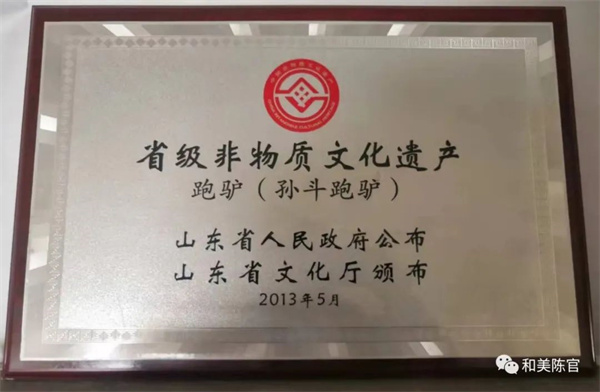 省级非物质文化遗产
跑驴（孙斗跑驴）
山东省人民政府公布
山东省文化厅颁布
2013年5月
和美陈官